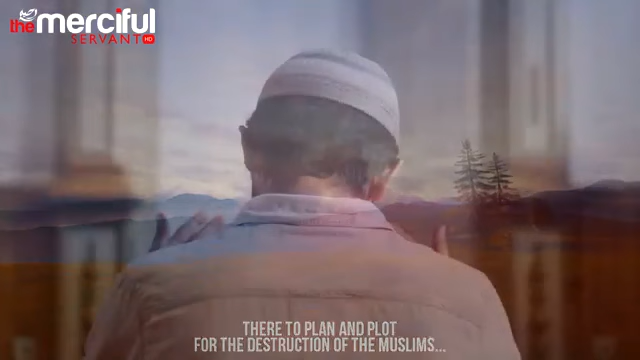 the merciful
SERVANT HD
THERE TO PLAN AND PLOT
FOR THE DESTRUCTION OF THE MUSLIMS...